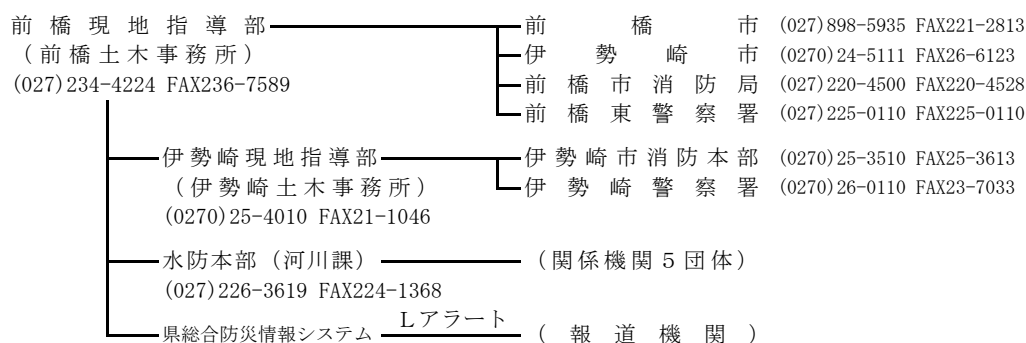 前橋現地指導部 前橋市 (027)898-5935 FAX221-2813
（前橋土木事務所） 伊勢崎市 (0270)24-5111 FAX26-6123
(027)234-4224 FAX236-7589 前橋市消防局 (027)220-4500 FAX220-4528
前橋東警察署 (027)225-0110 FAX225-0110
伊勢崎現地指導部 伊勢崎市消防本部 (0270)25-3510 FAX25-3613
（伊勢崎土木事務所） 伊勢崎警察署 (0270)26-0110 FAX23-7033
(0270)25-4010 FAX21-1046
水防本部（河川課） （関係機関５団体）
(027)226-3619 FAX224-1368
県総合防災情報システム Ｌアラート （報道機関）